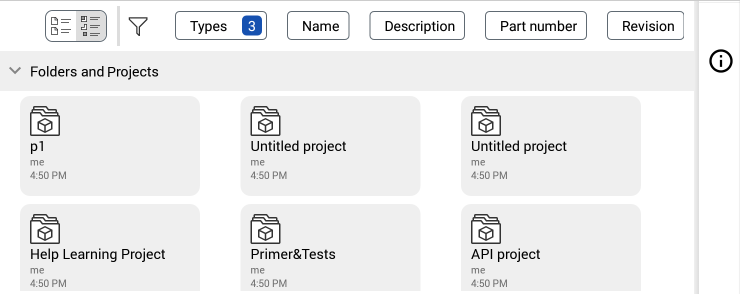 Types 3 Name Description Part number Revision
Folders and Projects
p1 Untitled project Untitled project
me me me
4:50 PM 4:50 PM 4:50 PM
Help Learning Project Primer&Tests API project
me me me
4:50 PM 4:50 PM 4:50 PM